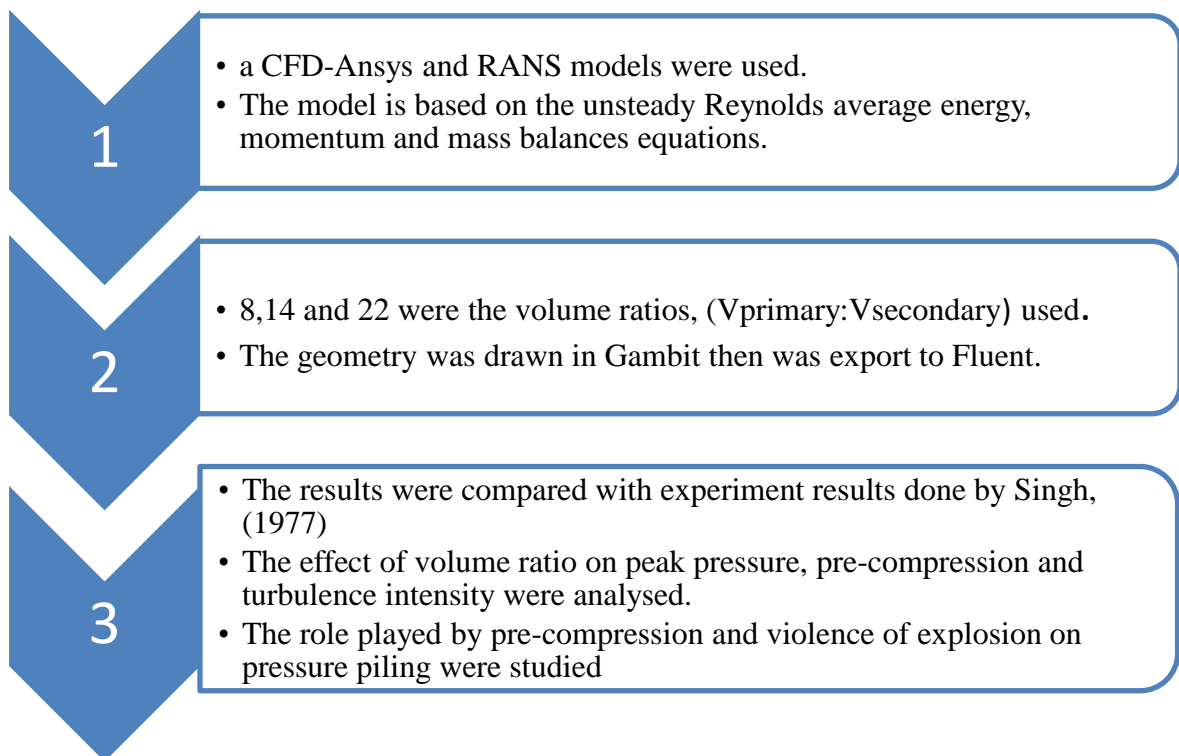 1
• a CFD-Ansys and RANS models were used.
• The model is based on the unsteady Reynolds average energy,
momentum and mass balances equations.
2
• 8,14 and 22 were the volume ratios, (Vprimary:Vsecondary) used.
• The geometry was drawn in Gambit then was export to Fluent.
3
• The results were compared with experiment results done by Singh,
(1977)
• The effect of volume ratio on peak pressure, pre-compression and
turbulence intensity were analysed.
• The role played by pre-compression and violence of explosion on
pressure piling were studied